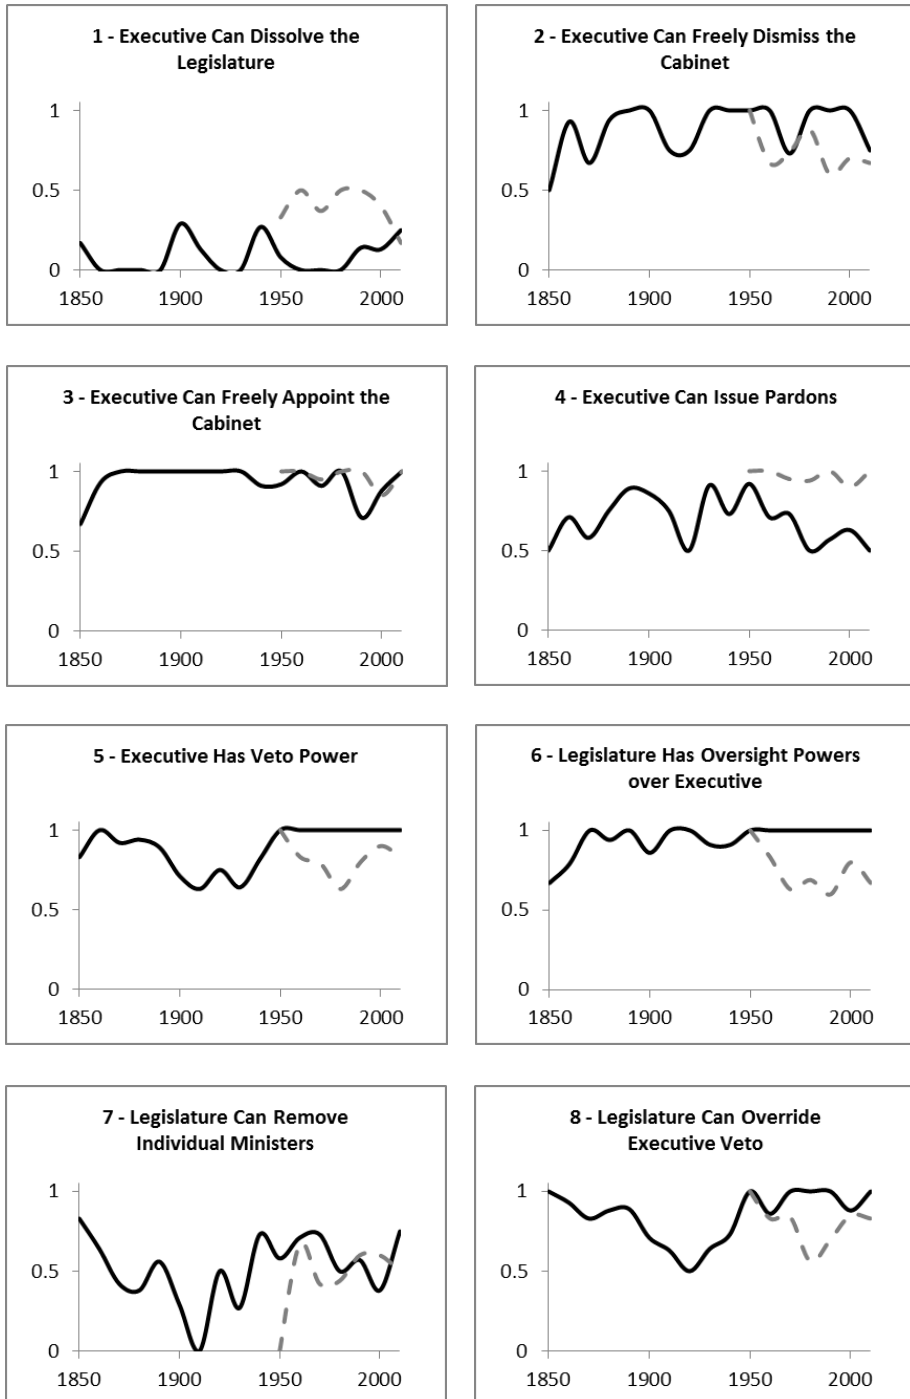 1 - Executive Can Dissolve the
Legislature
1
0.5
0
1850 1900 1950 2000
2 - Executive Can Freely Dismiss the
Cabinet
1
0.5
0
1850 1900 1950 2000
3 - Executive Can Freely Appoint the
Cabinet
1
0.5
0
1850 1900 1950 2000
4 - Executive Can Issue Pardons
1
0.5
0
1850 1900 1950 2000
5 - Executive Has Veto Power
1
0.5
0
1850 1900 1950 2000
6 - Legislature Has Oversight Powers
over Executive
1
0.5
0
1850 1900 1950 2000
7 - Legislature Can Remove
Individual Ministers
1
0.5
0
1850 1900 1950 2000
8 - Legislature Can Override
Executive Veto
1
0.5
0
1850 1900 1950 2000